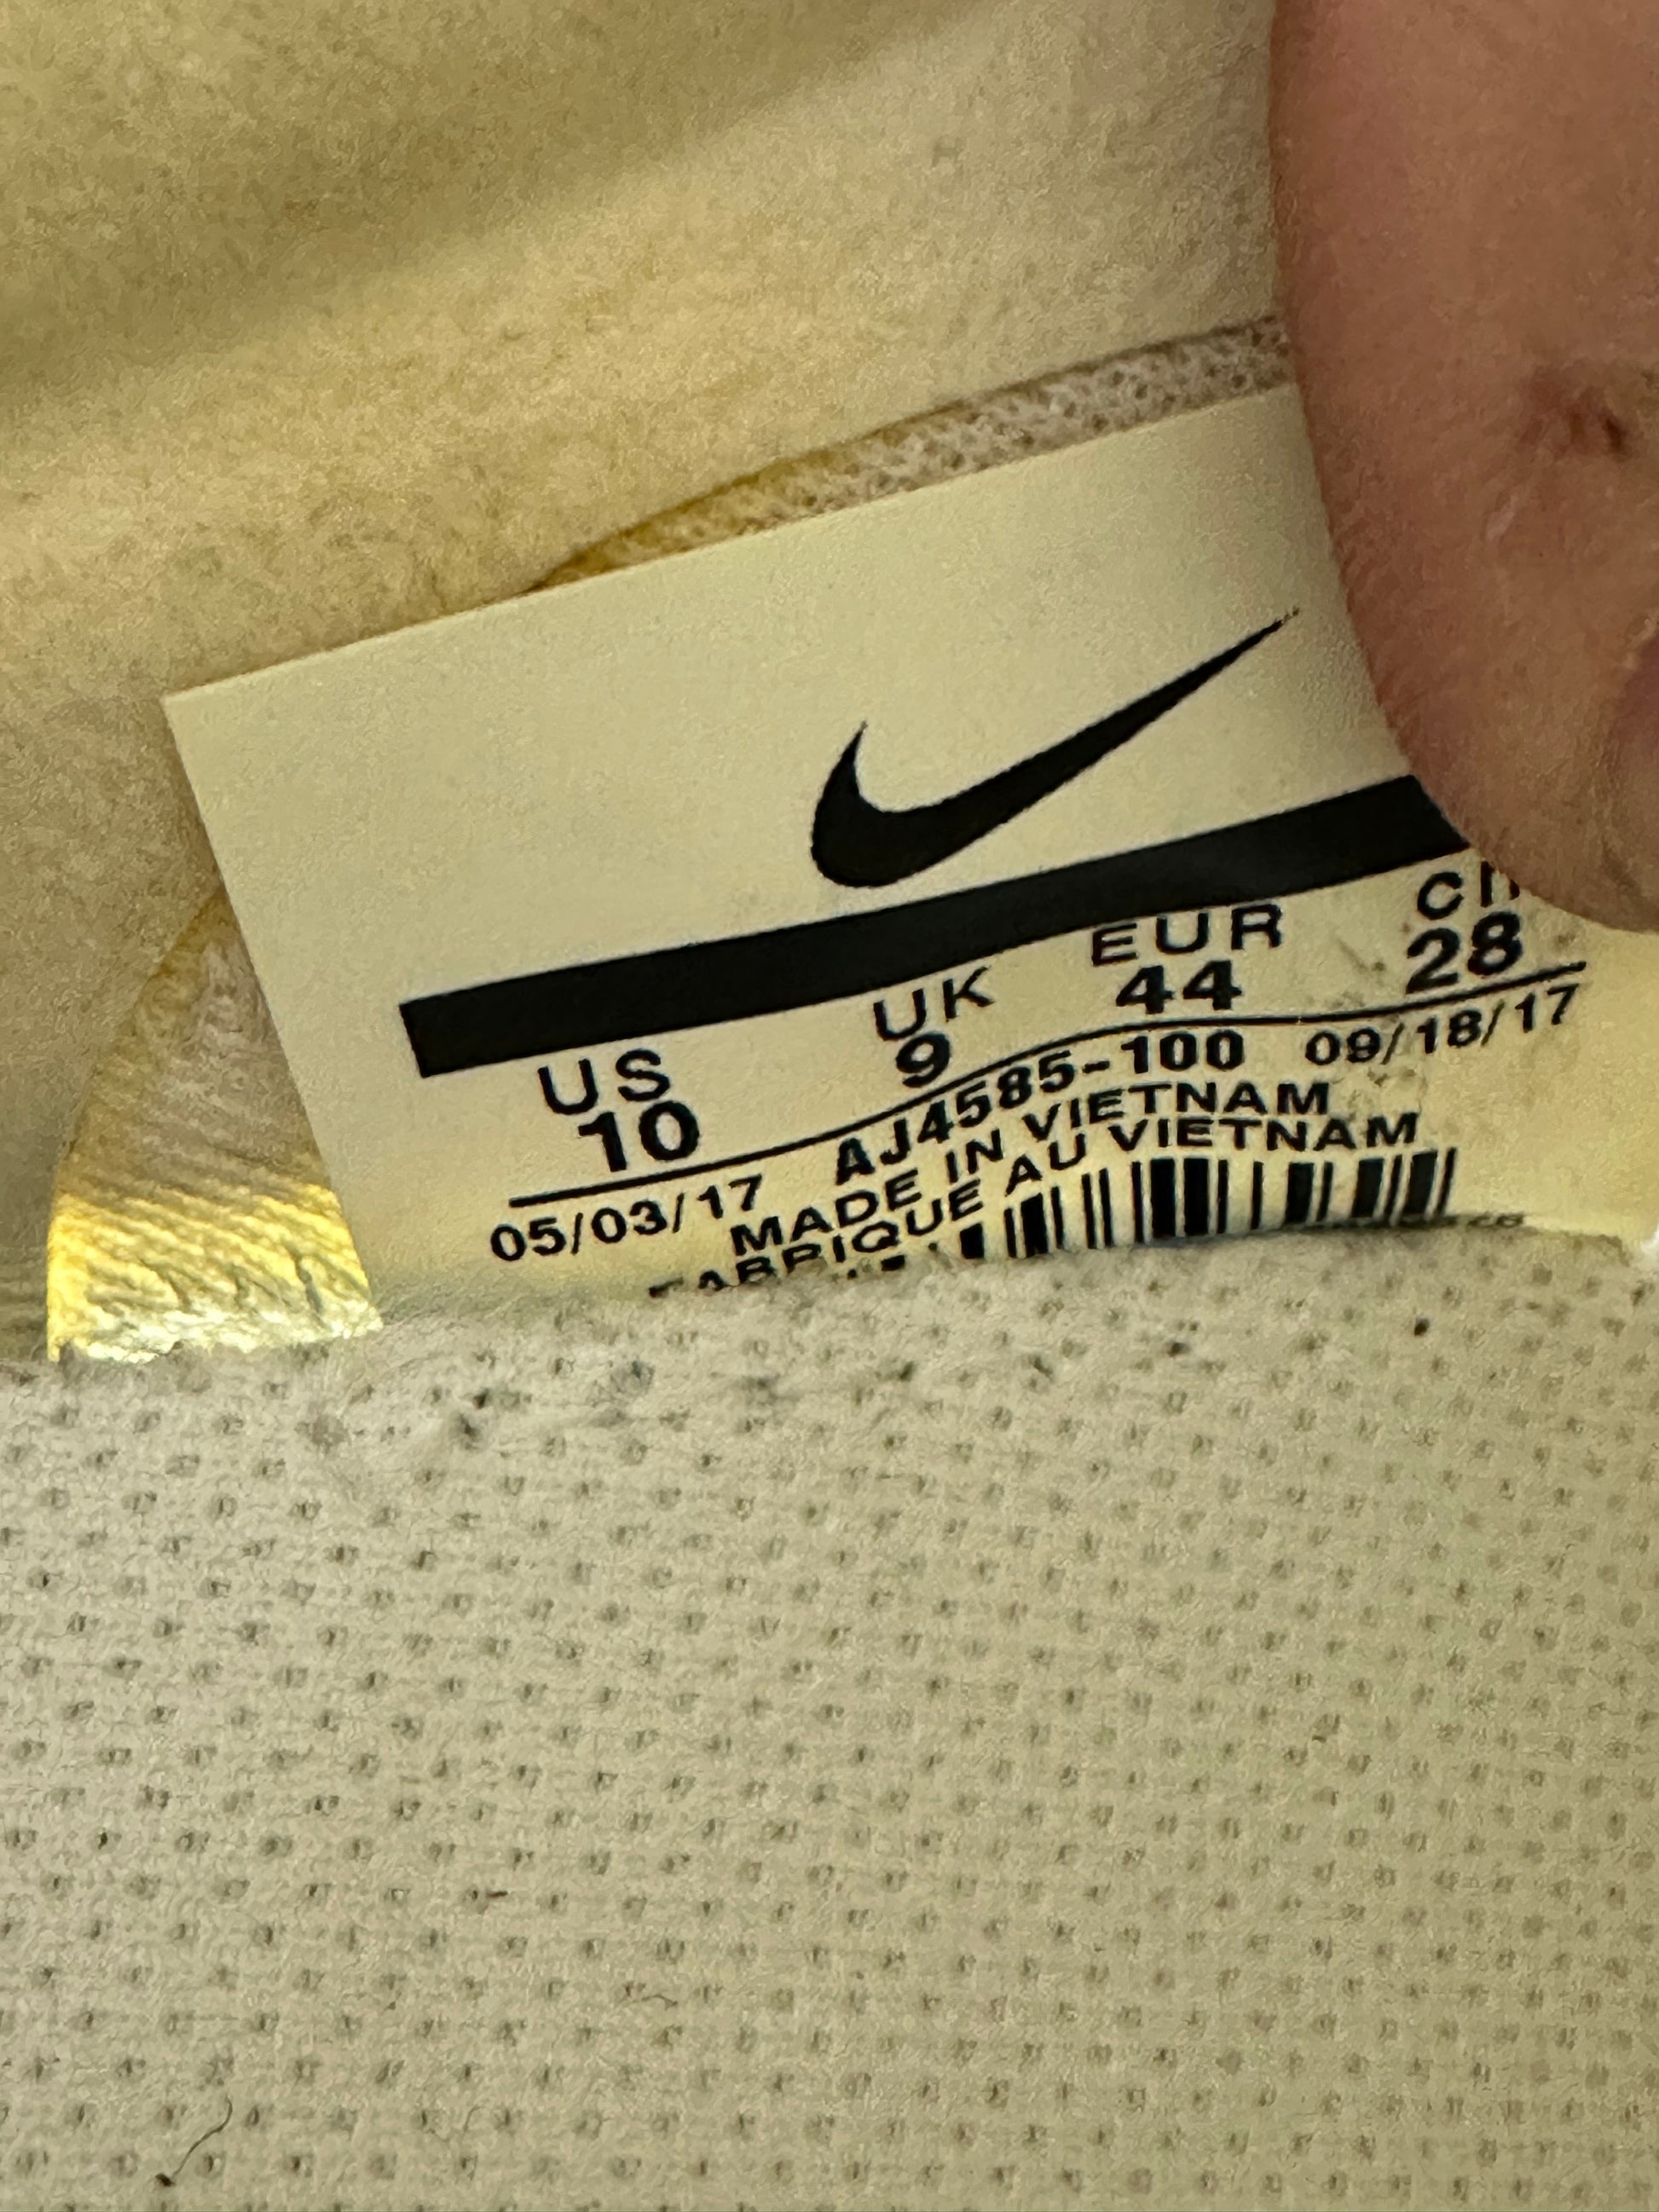 US UK EUR cm
10 9 44 28
05/03/17 AJ4585-100 09/18/17
MADE IN VIETNAM
FABRIQUE AU VIETNAM